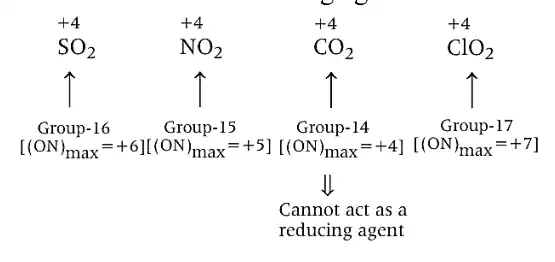 +4 +4 +4 +4
SO₂ NO₂ CO₂ ClO₂
Group-16 Group-15 Group-14 Group-17
[(ON)max=+6] [(ON)max=+5] [(ON)max=+4] [(ON)max=+7]
Cannot act as a
reducing agent